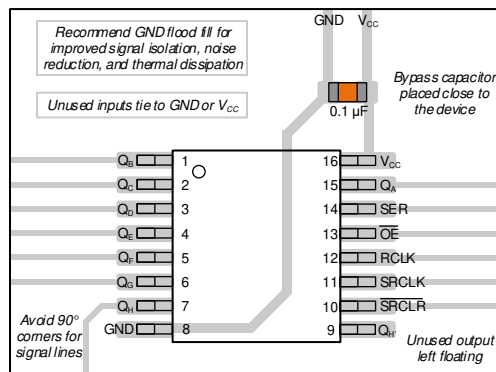 Recommend GND flood fill for
improved signal isolation, noise
reduction, and thermal dissipation
Unused inputs tie to GND or VCC
GND
VCC
0.1 µF
Bypass capacitor
placed close to
the device
QB 1 16 VCC
QC 2 15 QA
QD 3 14 SER
QE 4 13 O̅E̅
QF 5 12 RCLK
QG 6 11 SRCLK
QH 7 10 S̅R̅C̅L̅R̅
GND 8 9 QH'
Avoid 90°
corners for
signal lines
Unused output
left floating